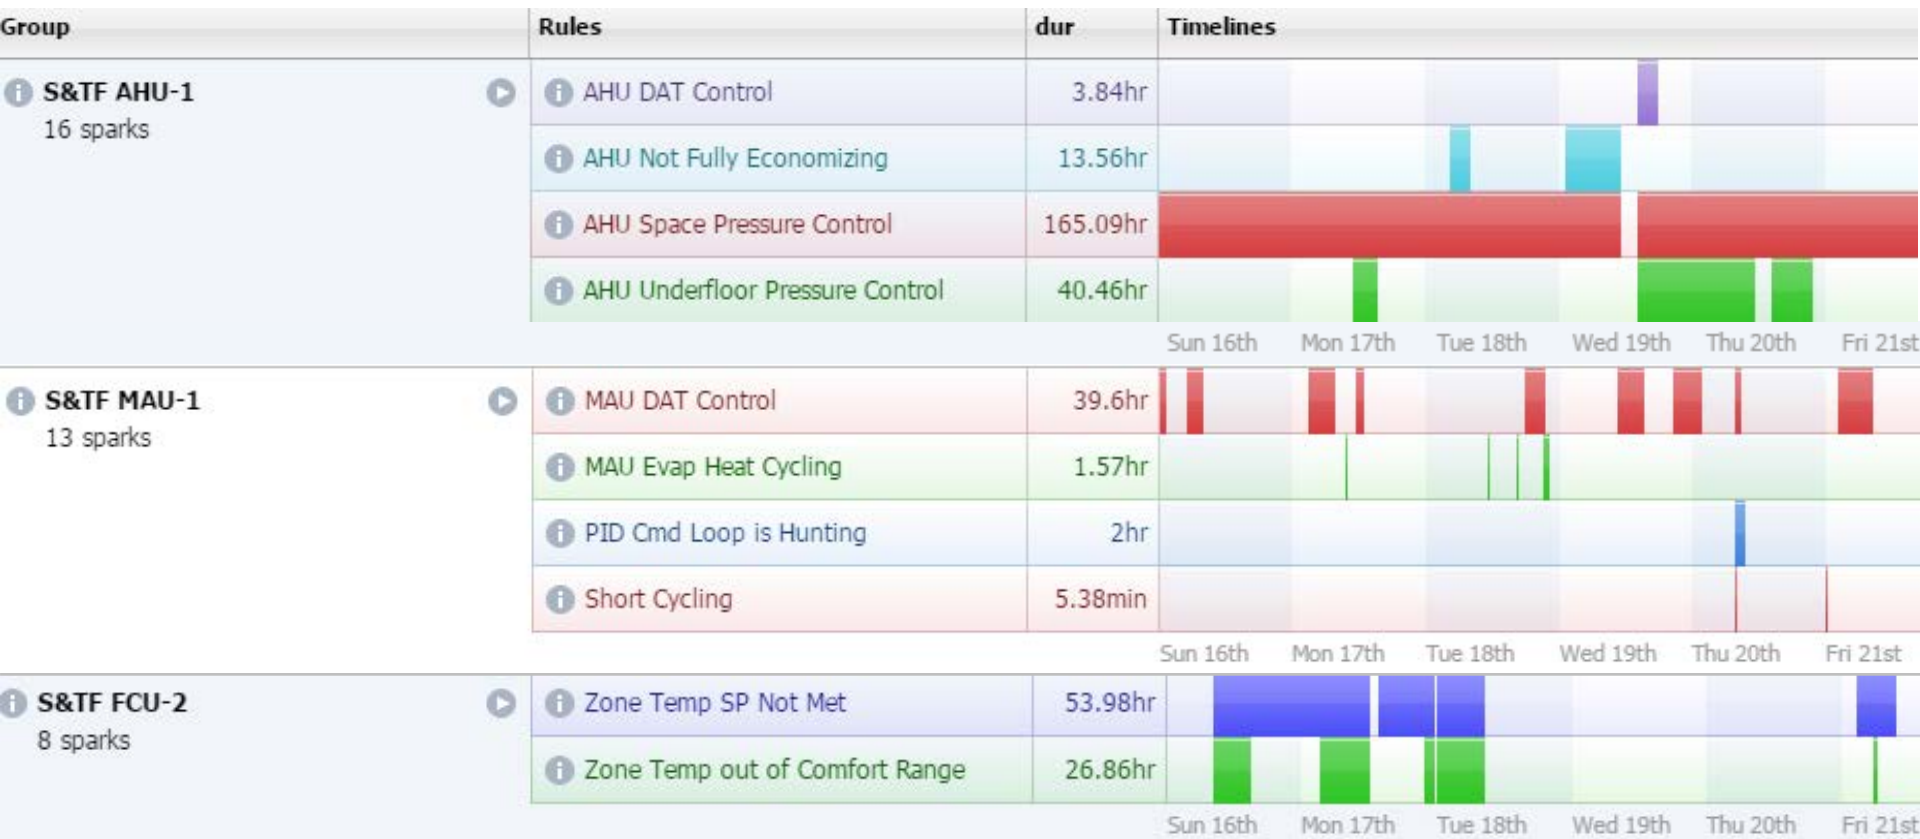 Group Rules dur Timelines
S&TF AHU-1 AHU DAT Control 3.84hr
16 sparks
AHU Not Fully Economizing 13.56hr
AHU Space Pressure Control 165.09hr
AHU Underfloor Pressure Control 40.46hr
Sun 16th Mon 17th Tue 18th Wed 19th Thu 20th Fri 21st
S&TF MAU-1 MAU DAT Control 39.6hr
13 sparks
MAU Evap Heat Cycling 1.57hr
PID Cmd Loop is Hunting 2hr
Short Cycling 5.38min
Sun 16th Mon 17th Tue 18th Wed 19th Thu 20th Fri 21st
S&TF FCU-2 Zone Temp SP Not Met 53.98hr
8 sparks
Zone Temp out of Comfort Range 26.86hr
Sun 16th Mon 17th Tue 18th Wed 19th Thu 20th Fri 21st